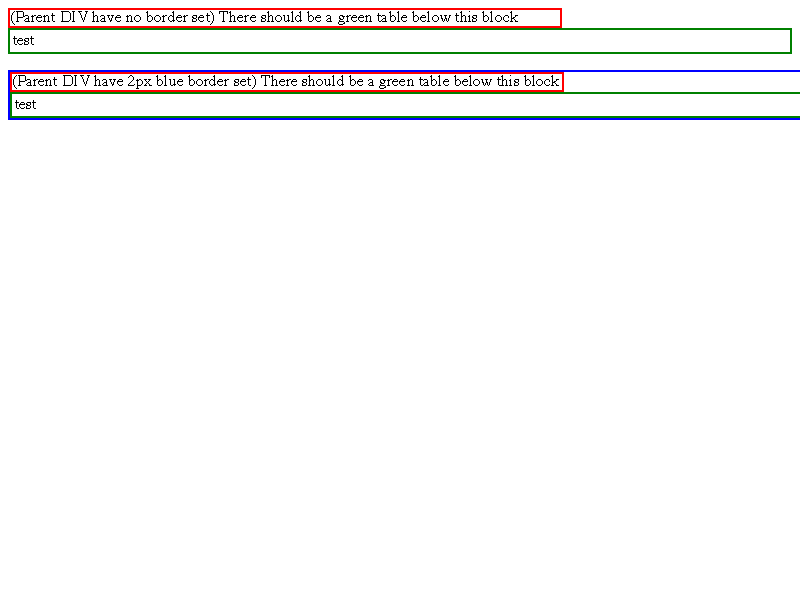 (Parent DIV have no border set) There should be a green table below this block
test
(Parent DIV have 2px blue border set) There should be a green table below this block
test